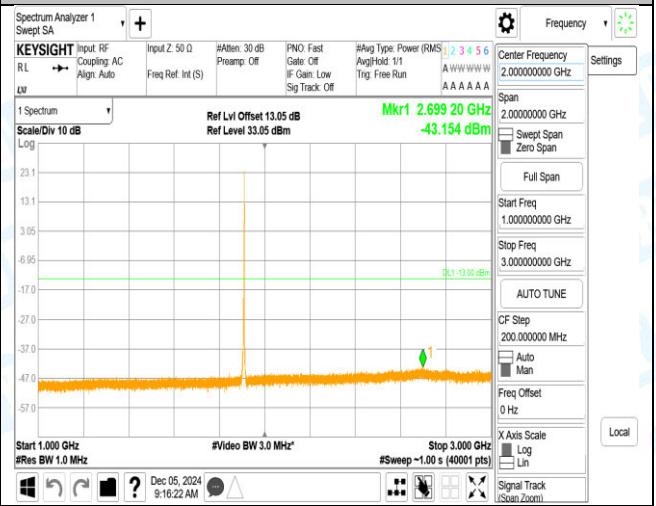 Spectrum Analyzer 1
Swept SA
Frequency
KEYSIGHT
RL
LXI
Input: RF
Coupling: AC
Align: Auto
Input Z: 50 Ω
Freq Ref: Int (S)
#Atten: 30 dB
Preamp: Off
PNO: Fast
Gate: Off
IF Gain: Low
Sig Track: Off
#Avg Type: Power (RMS
Avg|Hold: 1/1
Trig: Free Run
1 2 3 4 5 6
A W W W W W
A A A A A A
Center Frequency
2.000000000 GHz
Settings
Span
2.00000000 GHz
Swept Span
Zero Span
Full Span
Start Freq
1.000000000 GHz
Stop Freq
3.000000000 GHz
AUTO TUNE
CF Step
200.000000 MHz
Auto
Man
Freq Offset
0 Hz
X Axis Scale
Log
Lin
Signal Track
(Span Zoom)
Local
1 Spectrum
Scale/Div 10 dB
Log
Ref Lvl Offset 13.05 dB
Ref Level 33.05 dBm
Mkr1 2.699 20 GHz
-43.154 dBm
23.1
13.1
3.05
-6.95
DL1 -13.00 dBm
-17.0
-27.0
-37.0
1
-47.0
-57.0
Start 1.000 GHz
#Video BW 3.0 MHz*
Stop 3.000 GHz
#Res BW 1.0 MHz
#Sweep ~1.00 s (40001 pts)
?
Dec 05, 2024
9:16:22 AM